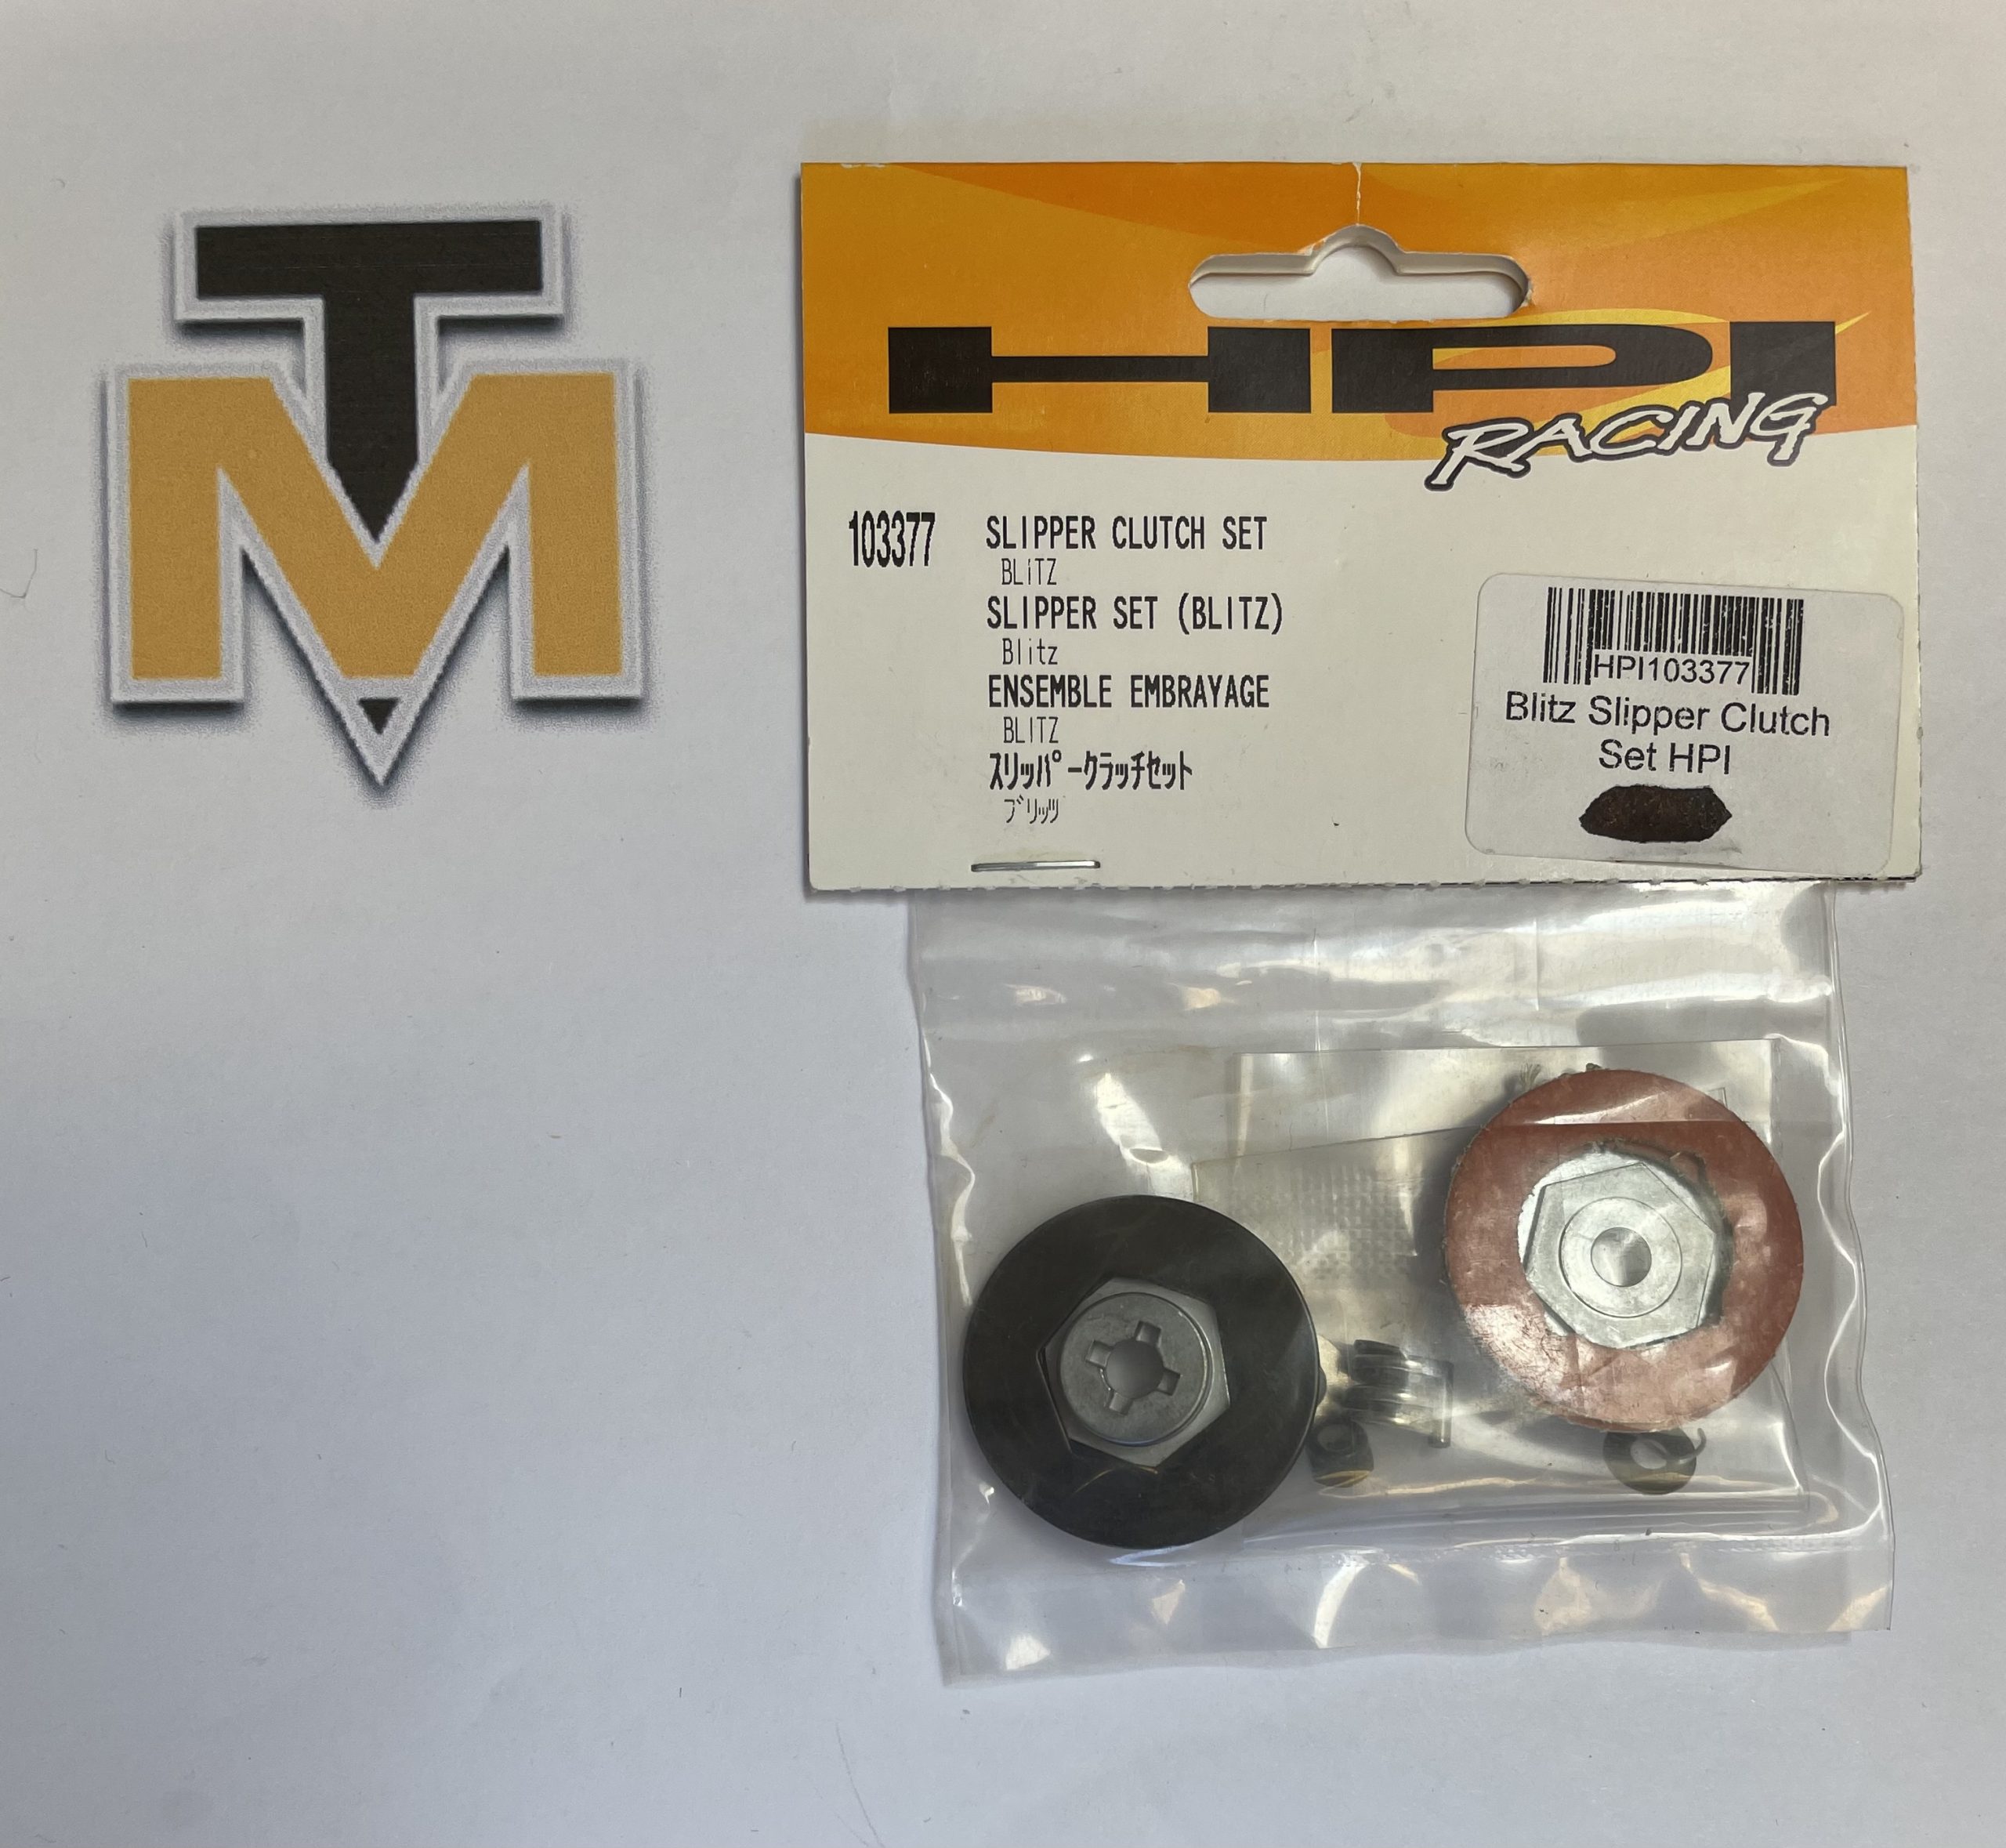 TM
HPI
RACING
103377 SLIPPER CLUTCH SET
BLITZ
SLIPPER SET (BLITZ)
Blitz
ENSEMBLE EMBRAYAGE
BLITZ
スリッパークラッチセット
ブリッツ
HPI103377
Blitz Slipper Clutch
Set HPI